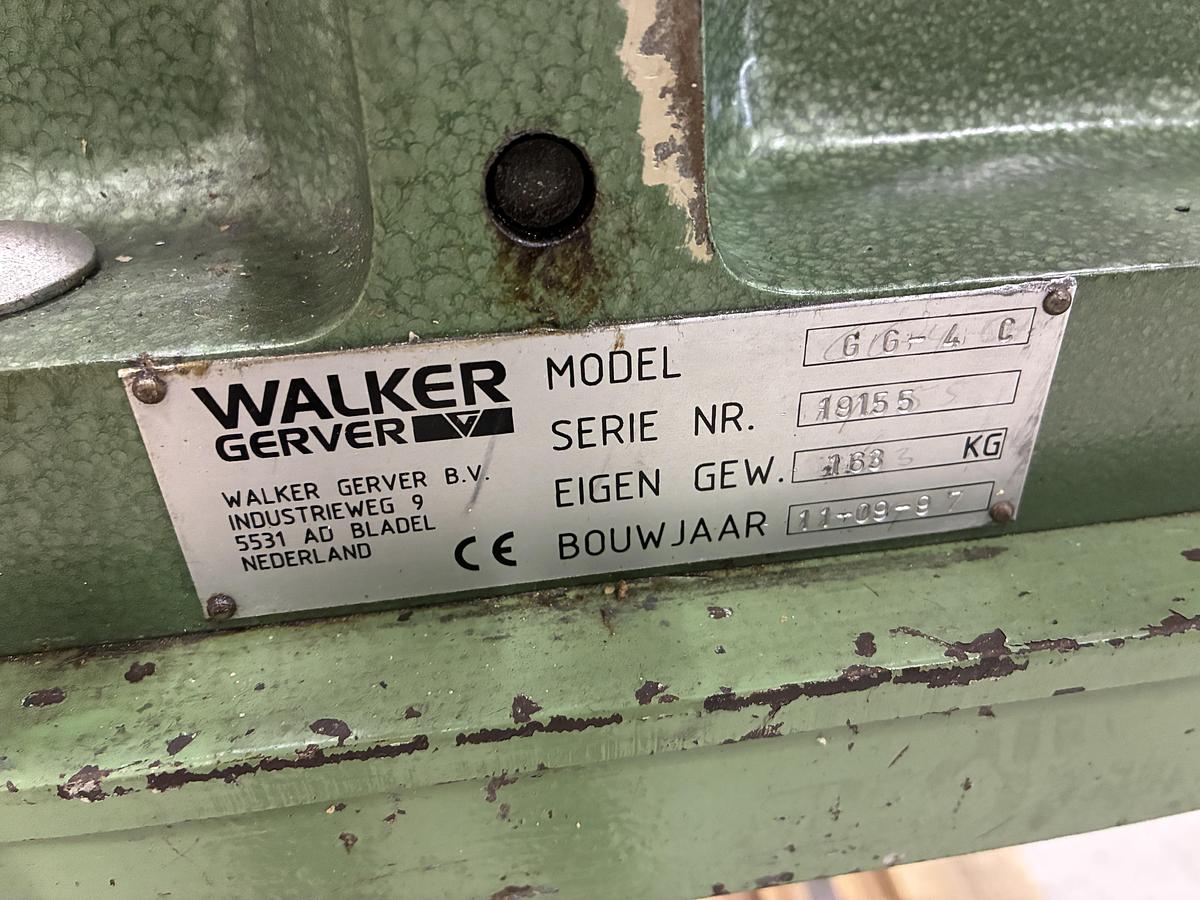 WALKER
GERVER
WALKER GERVER B.V.
INDUSTRIEWEG 9
5531 AD BLADEL
NEDERLAND
CE
MODEL GG-4 C
SERIE NR. 19155
EIGEN GEW. 163 KG
BOUWJAAR 11-09-97